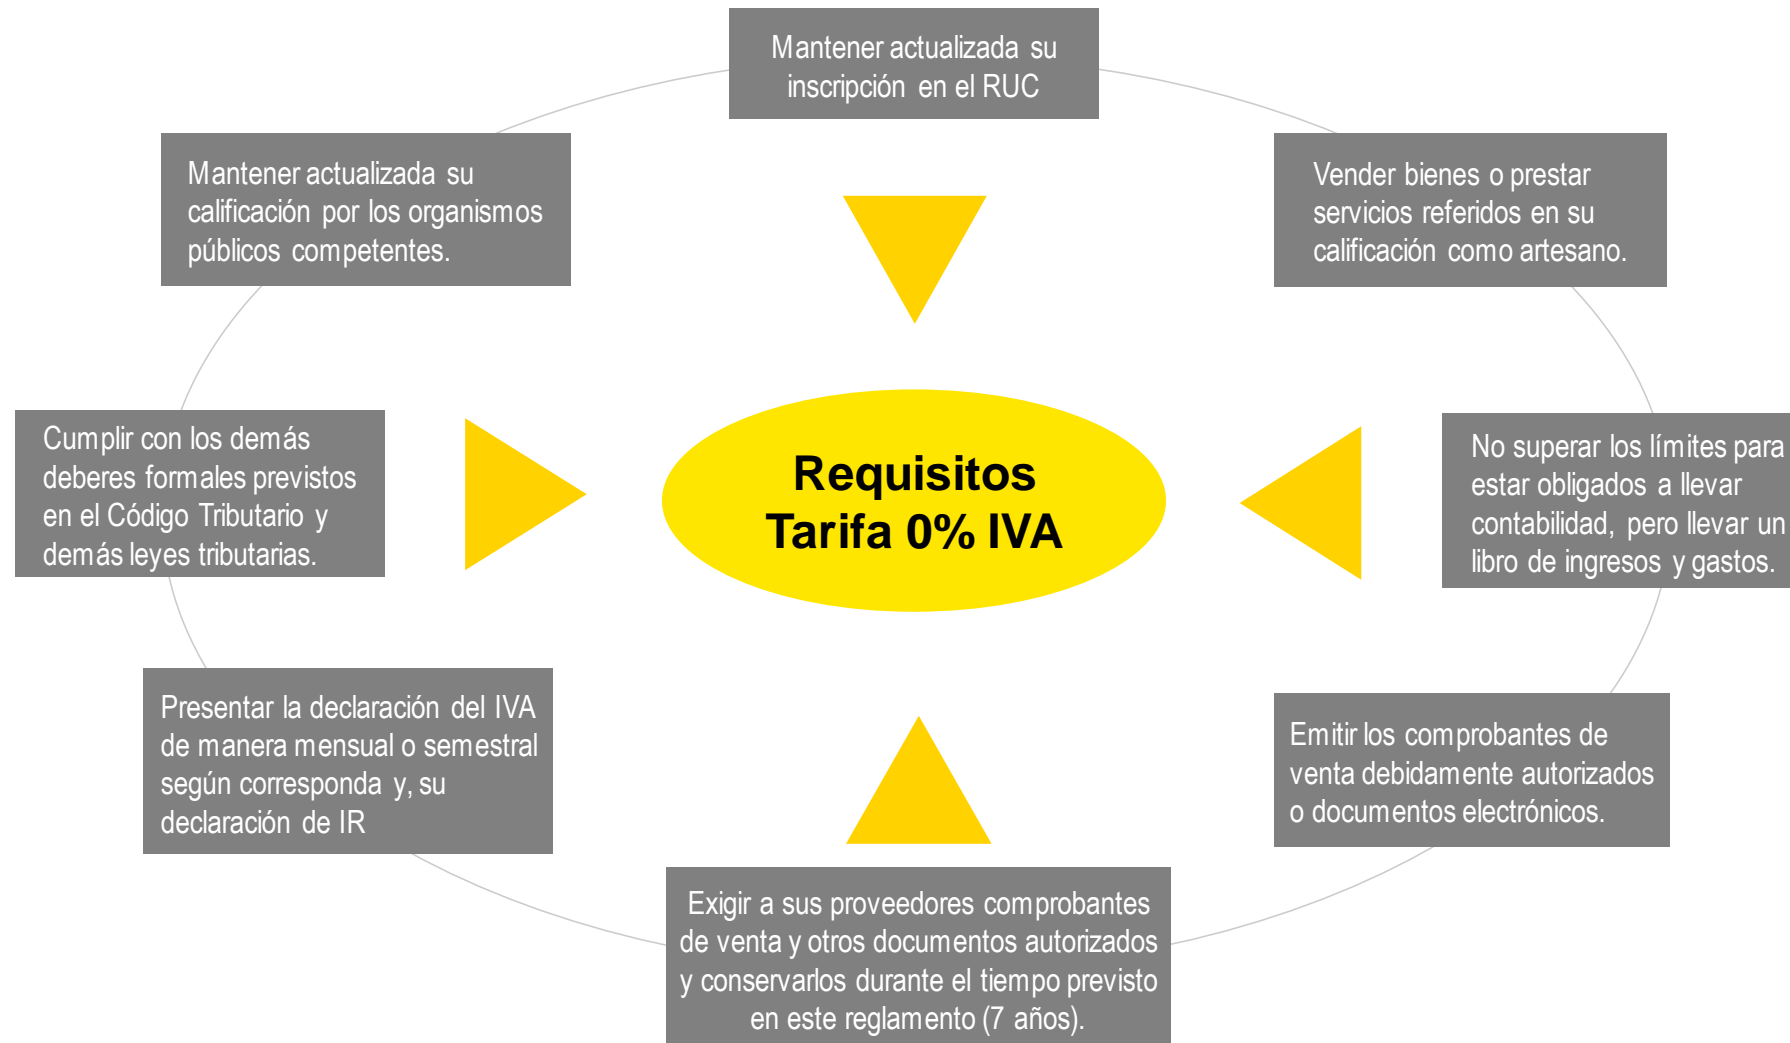 Mantener actualizada su
inscripción en el RUC
Mantener actualizada su
calificación por los organismos
públicos competentes.
Vender bienes o prestar
servicios referidos en su
calificación como artesano.
Cumplir con los demás
deberes formales previstos
en el Código Tributario y
demás leyes tributarias.
Requisitos
Tarifa 0% IVA
No superar los límites para
estar obligados a llevar
contabilidad, pero llevar un
libro de ingresos y gastos.
Presentar la declaración del IVA
de manera mensual o semestral
según corresponda y, su
declaración de IR
Emitir los comprobantes de
venta debidamente autorizados
o documentos electrónicos.
Exigir a sus proveedores comprobantes
de venta y otros documentos autorizados
y conservarlos durante el tiempo previsto
en este reglamento (7 años).